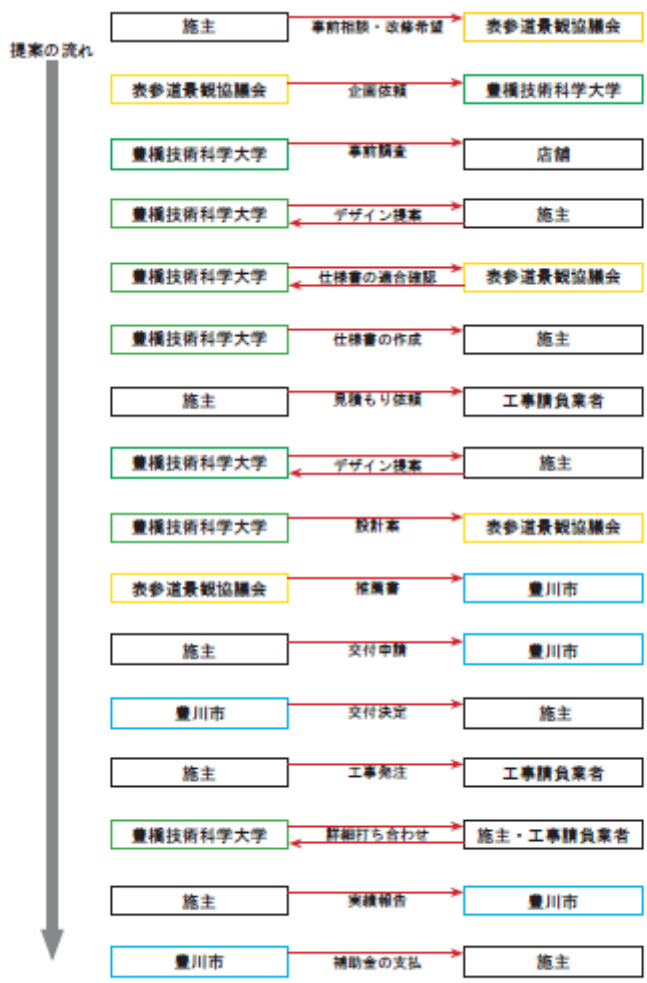 提案の流れ
施主 事前相談・改修希望 表参道景観協議会
表参道景観協議会 企画依頼 豊橋技術科学大学
豊橋技術科学大学 事前調査 店舗
豊橋技術科学大学 デザイン提案 施主
豊橋技術科学大学 仕様書の適合確認 表参道景観協議会
豊橋技術科学大学 仕様書の作成 施主
施主 見積もり依頼 工事請負業者
豊橋技術科学大学 デザイン提案 施主
豊橋技術科学大学 設計案 表参道景観協議会
表参道景観協議会 推薦書 豊川市
施主 交付申請 豊川市
豊川市 交付決定 施主
施主 工事発注 工事請負業者
豊橋技術科学大学 詳細打ち合わせ 施主・工事請負業者
施主 実績報告 豊川市
豊川市 補助金の支払 施主